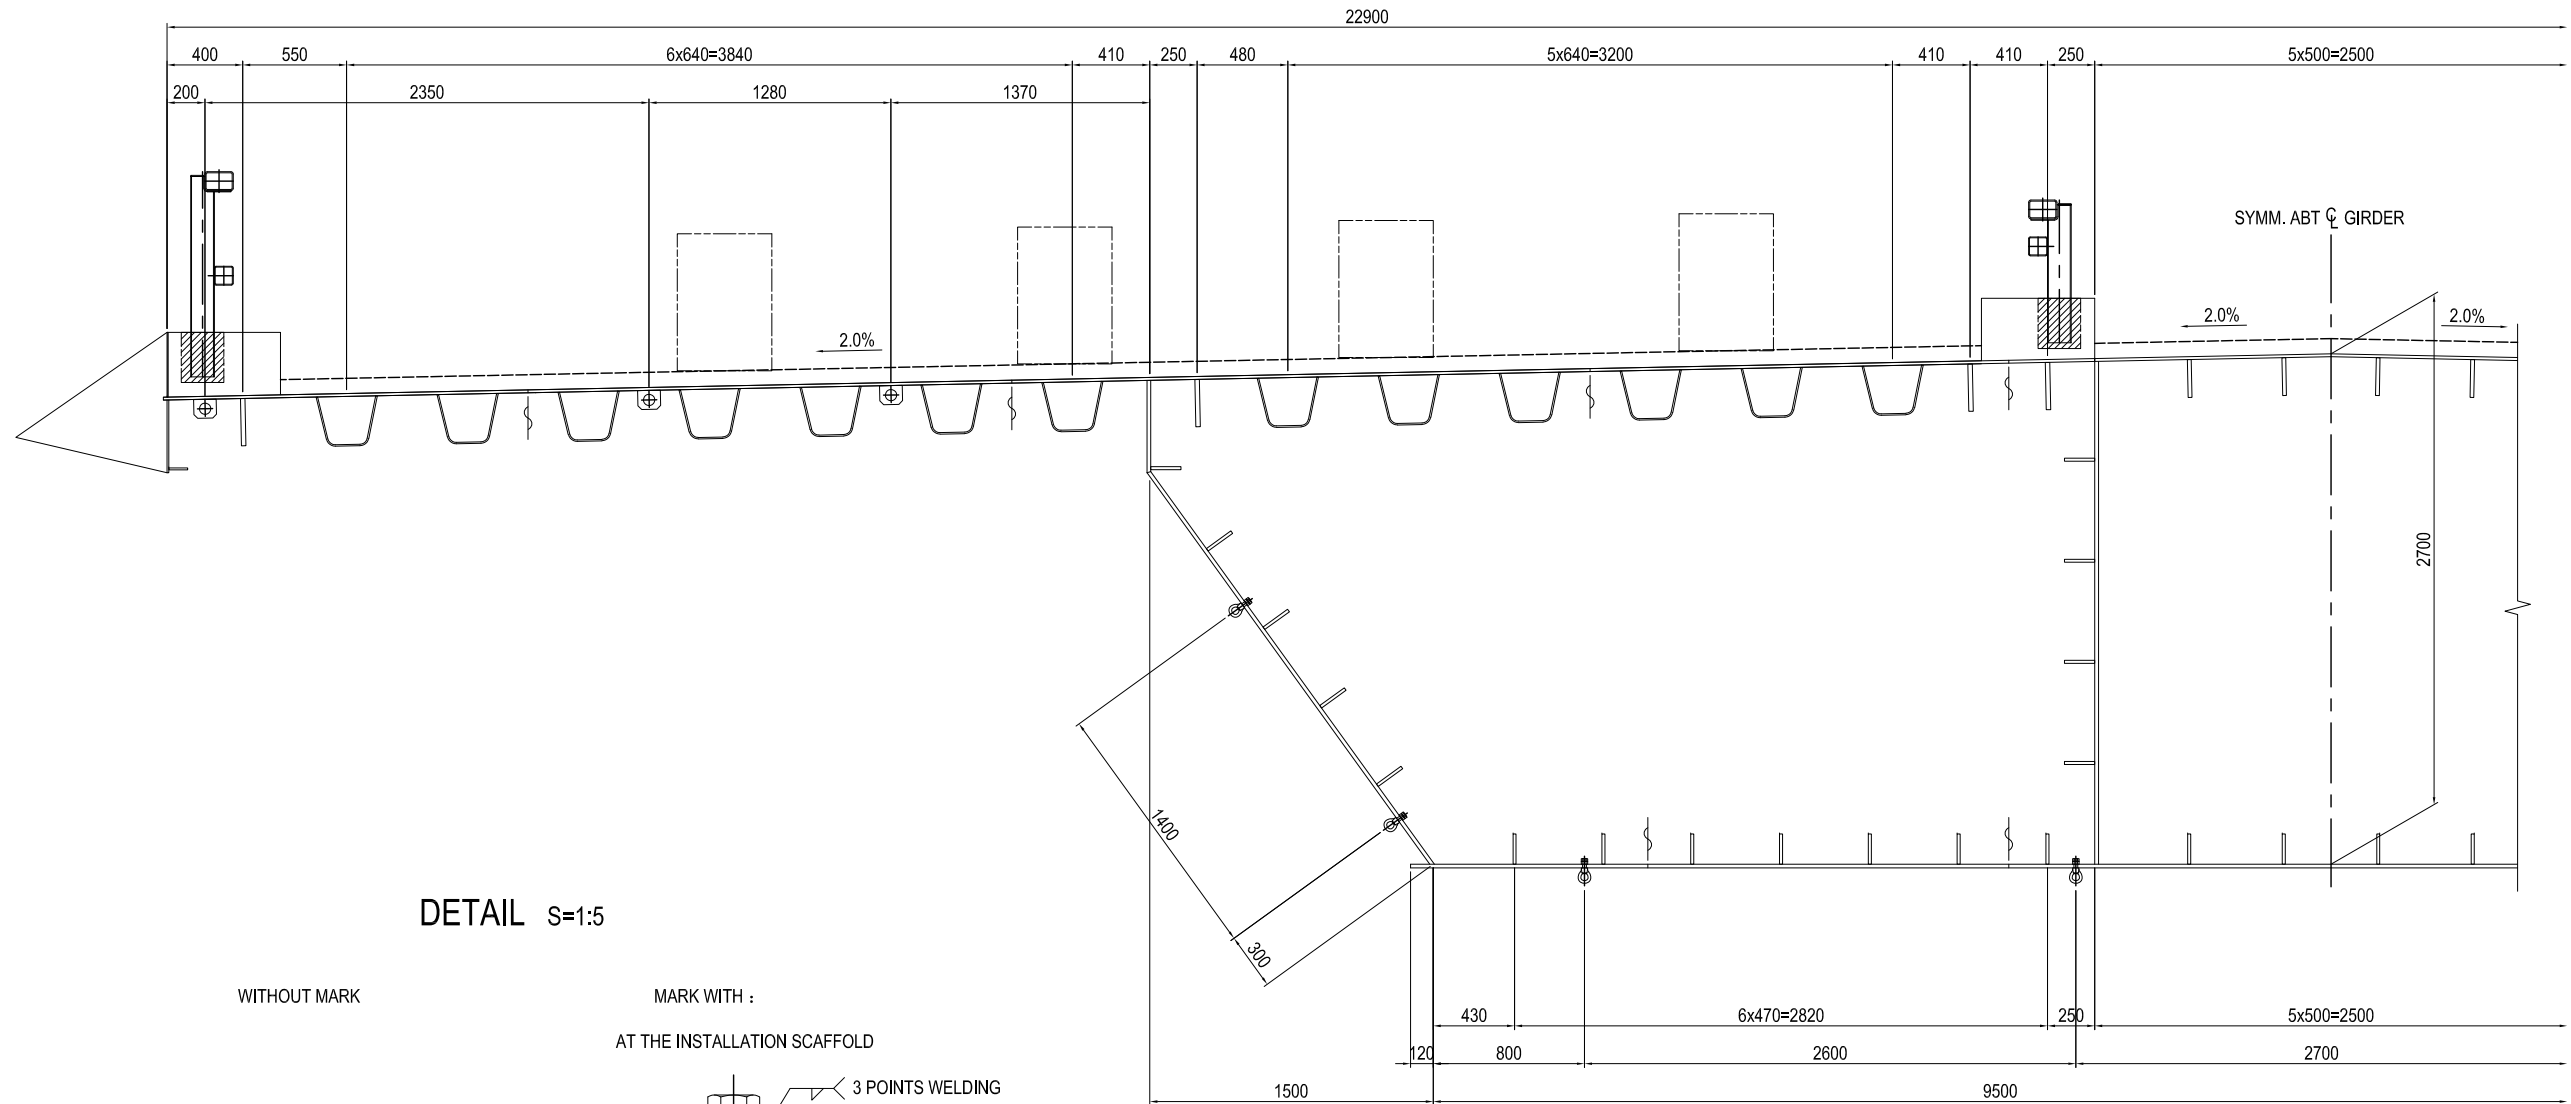 22900
400 550 6x640=3840 410 250 480 5x640=3200 410 410 250 5x500=2500
200 2350 1280 1370
SYMM. ABT ℄ GIRDER
2.0% 2.0% 2.0%
2700
1400
300
DETAIL S=1:5
WITHOUT MARK MARK WITH :
430 6x470=2820 250 5x500=2500
AT THE INSTALLATION SCAFFOLD
120 800 2600 2700
3 POINTS WELDING
1500 9500